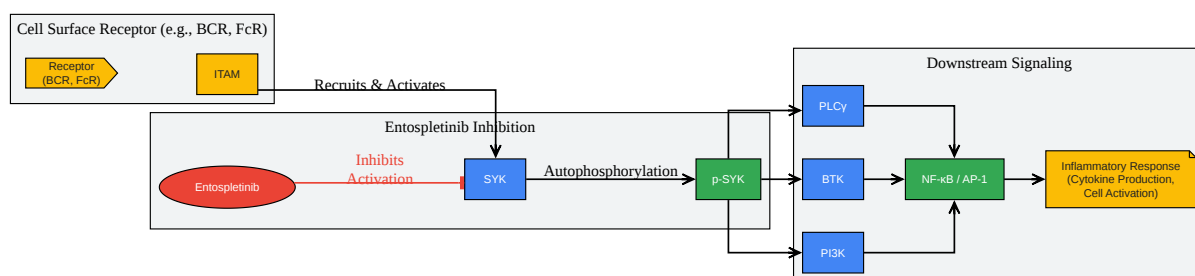 Cell Surface Receptor (e.g., BCR, FcR)
Receptor
(BCR, FcR)
ITAM
Recruits & Activates
Entospletinib Inhibition
Entospletinib
Inhibits
Activation
SYK
Autophosphorylation
p-SYK
Downstream Signaling
PLCγ
BTK
PI3K
NF-κB / AP-1
Inflammatory Response
(Cytokine Production,
Cell Activation)